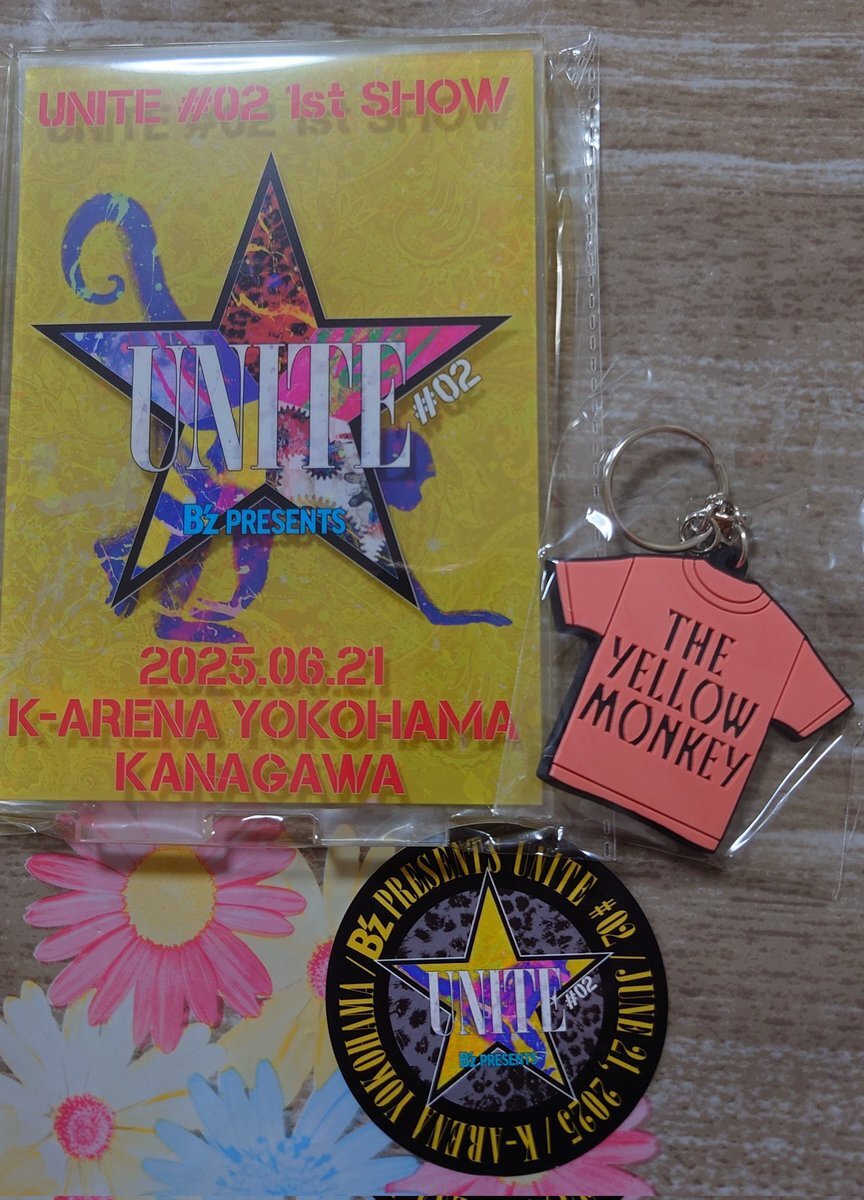 UNITE #02 1st SHOW
UNITE #02
B'z PRESENTS
2025.06.21
K-ARENA YOKOHAMA
KANAGAWA
THE
YELLOW
MONKEY
B'z PRESENTS UNITE #02 / JUNE 21, 2025 / K-ARENA YOKOHAMA /
UNITE #02
B'z PRESENTS